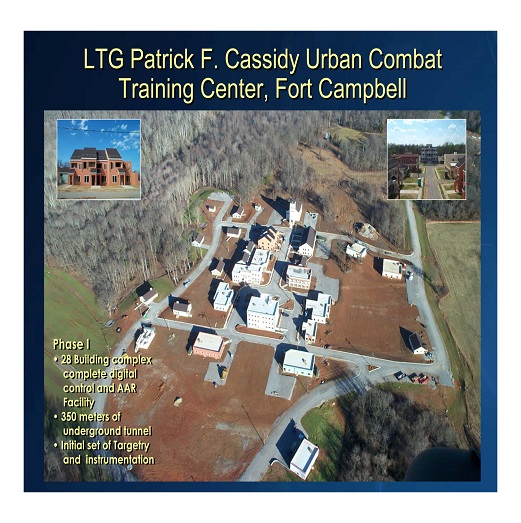 LTG Patrick F. Cassidy Urban Combat
Training Center, Fort Campbell
Phase I
• 28 Building complex
complete digital
control and AAR
Facility
• 350 meters of
underground tunnel
• Initial set of Targetry
and instrumentation